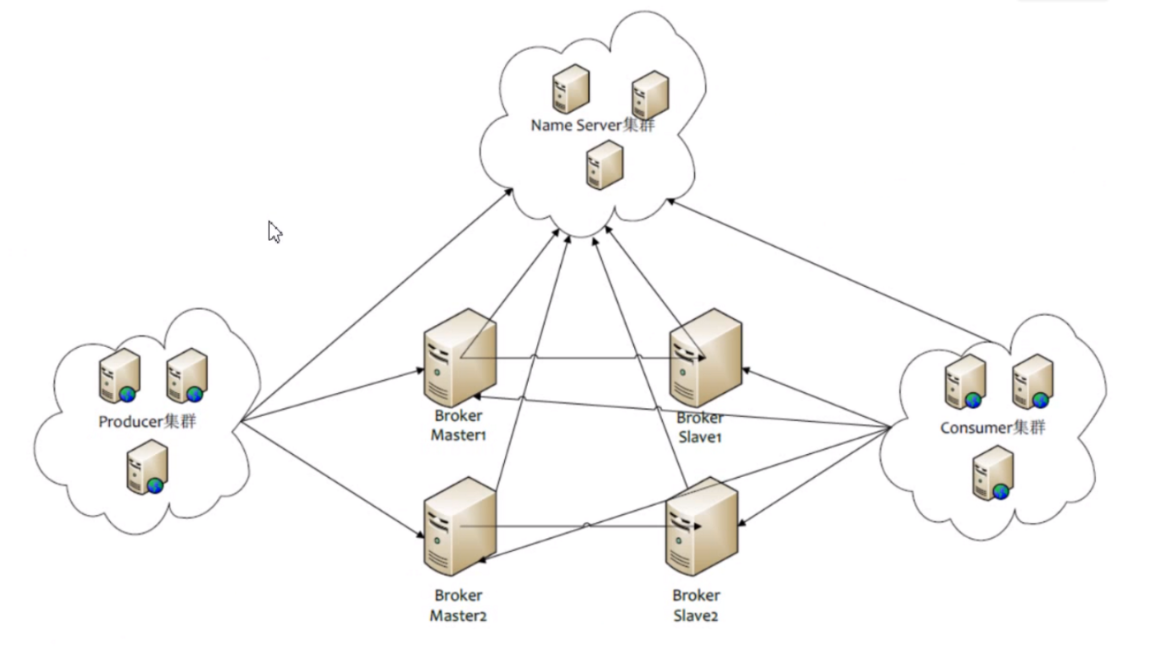 Name Server集群
Producer集群
Broker
Master1
Broker
Slave1
Consumer集群
Broker
Master2
Broker
Slave2